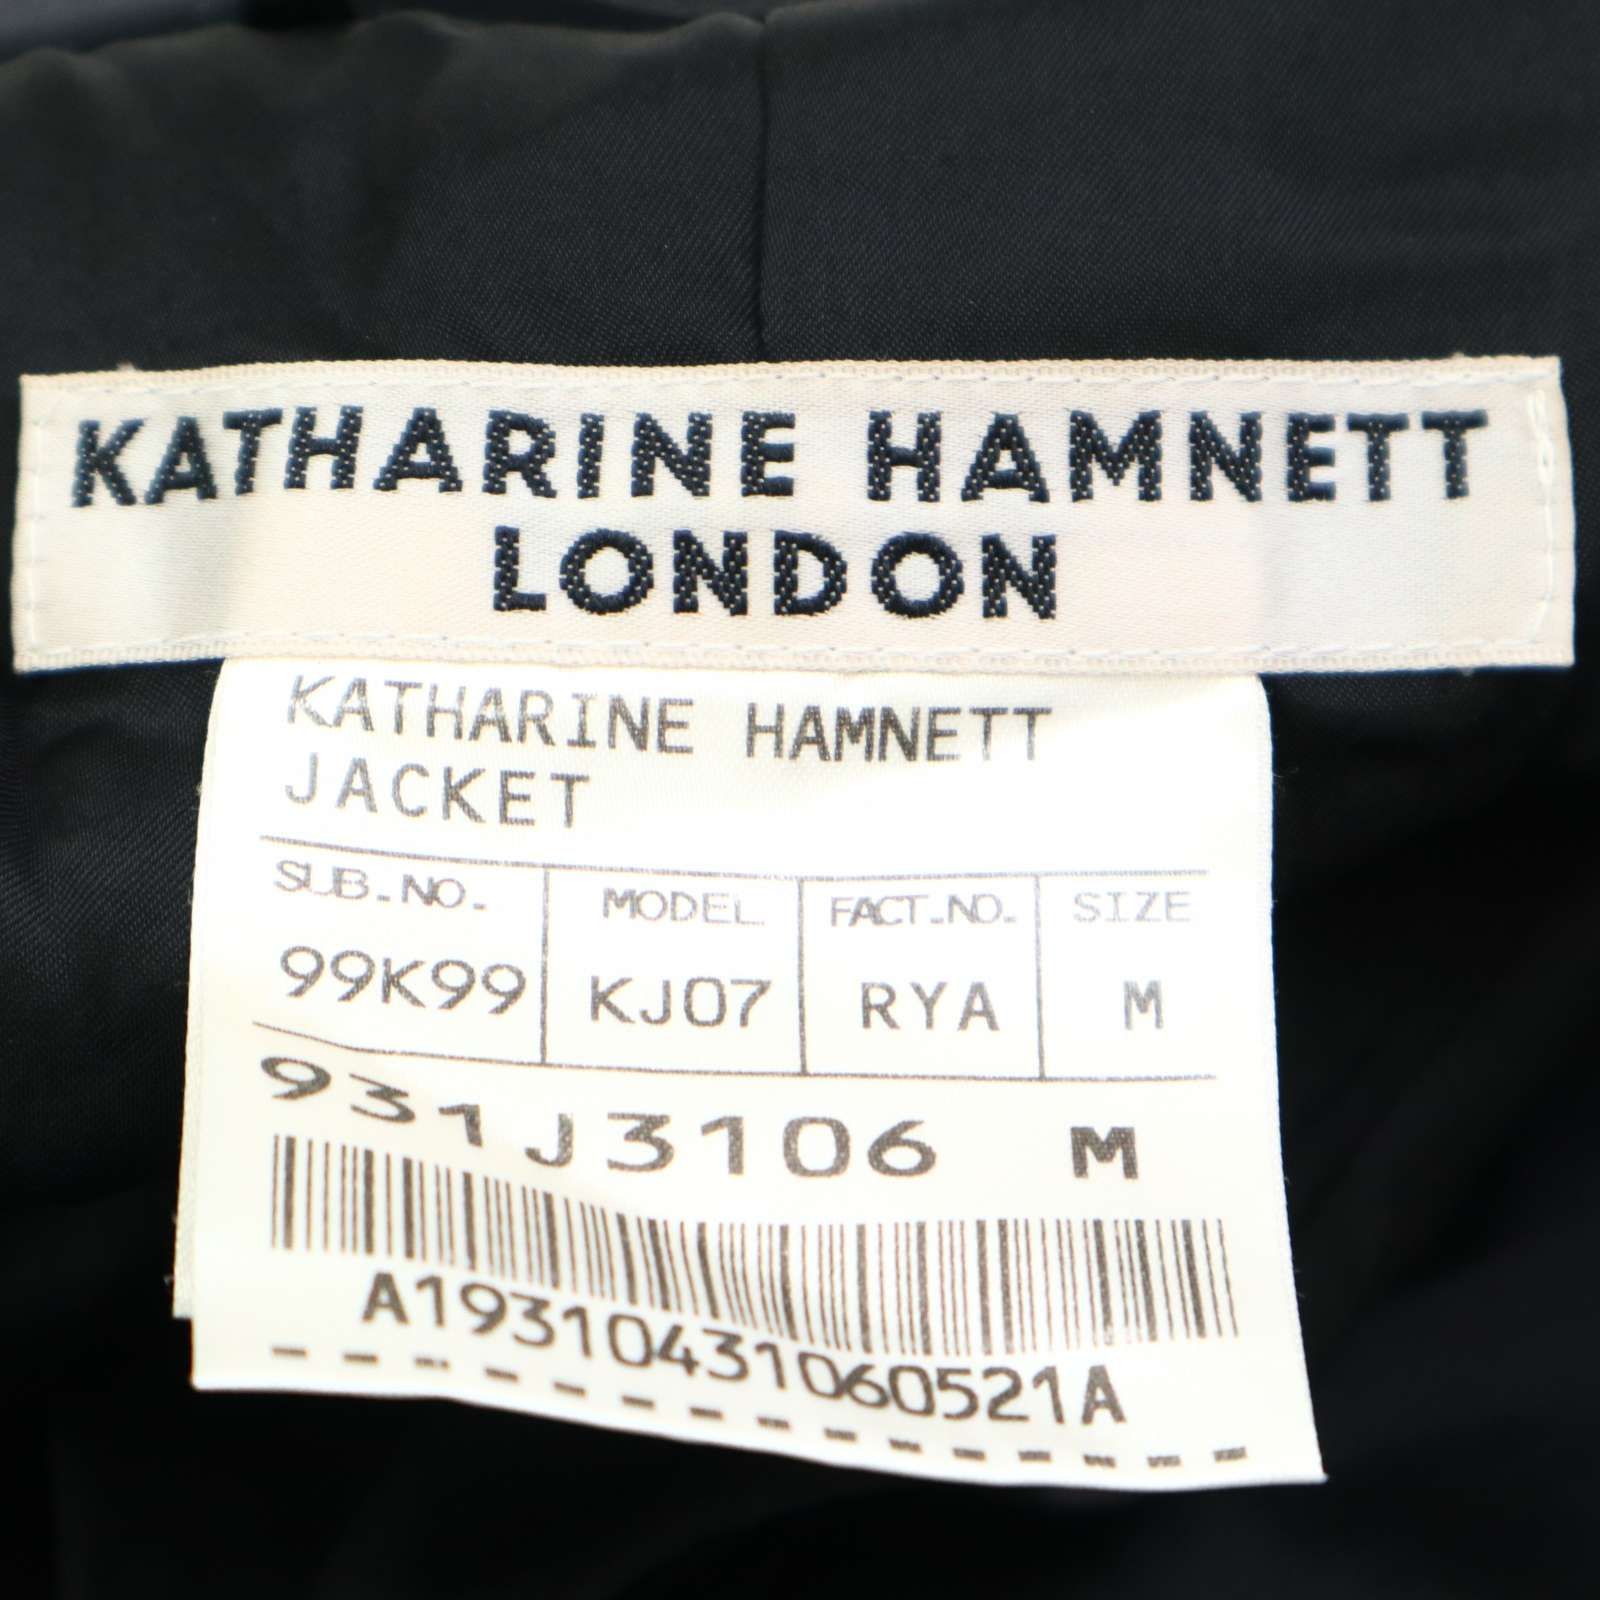 KATHARINE HAMNETT
LONDON
KATHARINE HAMNETT
JACKET
SUB.NO. MODEL FACT.NO. SIZE
99K99 KJ07 RYA M
931J3106 M
A19310431060521A